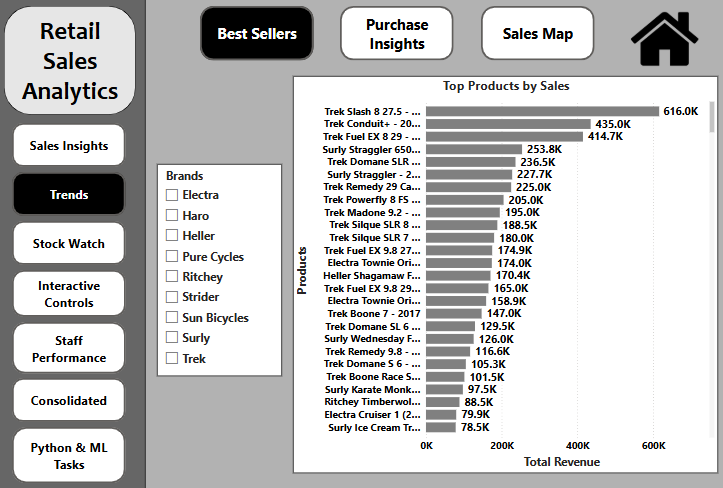 Retail
Sales
Analytics
Sales Insights
Trends
Stock Watch
Interactive
Controls
Staff
Performance
Consolidated
Python & ML
Tasks
Best Sellers
Purchase
Insights
Sales Map
Brands
Electra
Haro
Heller
Pure Cycles
Ritchey
Strider
Sun Bicycles
Surly
Trek
Top Products by Sales
Products
Trek Slash 8 27.5 - ... 616.0K
Trek Conduit+ - 20... 435.0K
Trek Fuel EX 8 29 - ... 414.7K
Surly Straggler 650... 253.8K
Trek Domane SLR ... 236.5K
Surly Straggler - 2... 227.7K
Trek Remedy 29 Ca... 225.0K
Trek Powerfly 8 FS ... 205.0K
Trek Madone 9.2 - ... 195.0K
Trek Silque SLR 8 ... 188.5K
Trek Silque SLR 7 ... 180.0K
Trek Fuel EX 9.8 27... 174.9K
Electra Townie Ori... 174.0K
Heller Shagamaw F... 170.4K
Trek Fuel EX 9.8 29... 165.0K
Electra Townie Ori... 158.9K
Trek Boone 7 - 2017 147.0K
Trek Domane SL 6 ... 129.5K
Surly Wednesday F... 126.0K
Trek Remedy 9.8 - ... 116.6K
Trek Domane S 6 - ... 105.3K
Trek Boone Race S... 101.5K
Surly Karate Monk... 97.5K
Ritchey Timberwol... 88.5K
Electra Cruiser 1 (2... 79.9K
Surly Ice Cream Tr... 78.5K
0K 200K 400K 600K
Total Revenue